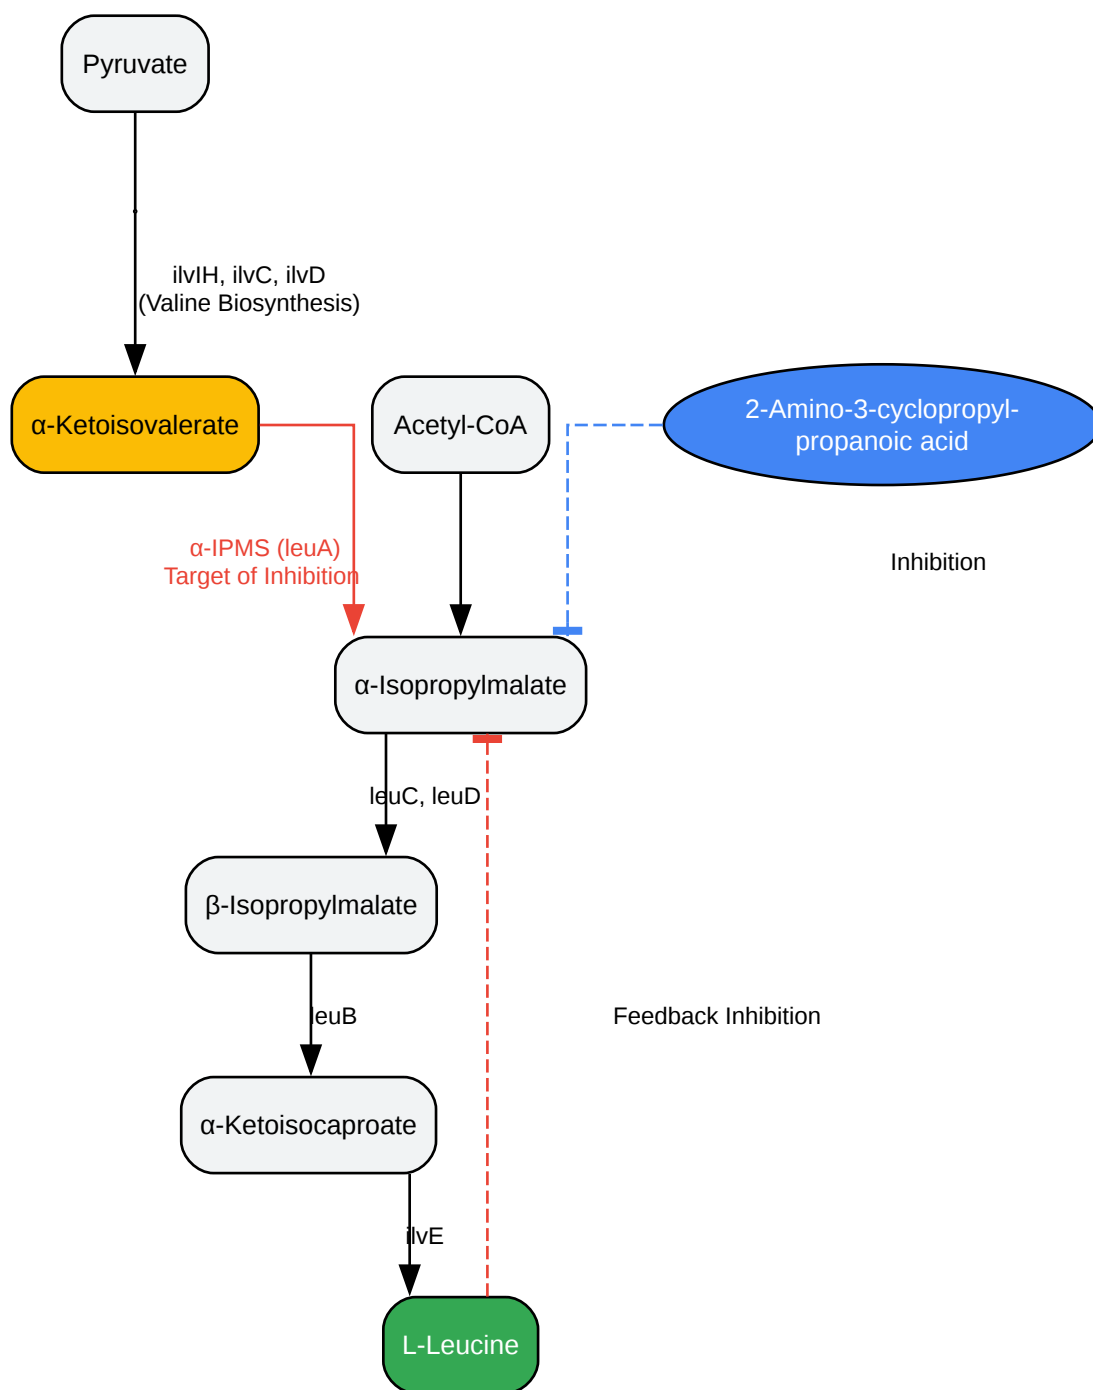 Pyruvate
ilvIH, ilvC, ilvD
(Valine Biosynthesis)
α-Ketoisovalerate
Acetyl-CoA
2-Amino-3-cyclopropyl-
propanoic acid
α-IPMS (leuA)
Target of Inhibition
Inhibition
α-Isopropylmalate
leuC, leuD
β-Isopropylmalate
leuB
Feedback Inhibition
α-Ketoisocaproate
ilvE
L-Leucine